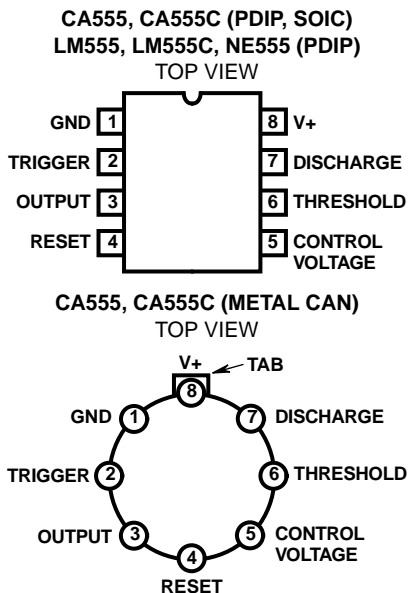 CA555, CA555C (PDIP, SOIC)
LM555, LM555C, NE555 (PDIP)
TOP VIEW
GND 1 8 V+
TRIGGER 2 7 DISCHARGE
OUTPUT 3 6 THRESHOLD
RESET 4 5 CONTROL
VOLTAGE
CA555, CA555C (METAL CAN)
TOP VIEW
V+ TAB
8
GND 1 7 DISCHARGE
TRIGGER 2 6 THRESHOLD
OUTPUT 3 5 CONTROL
VOLTAGE
4
RESET